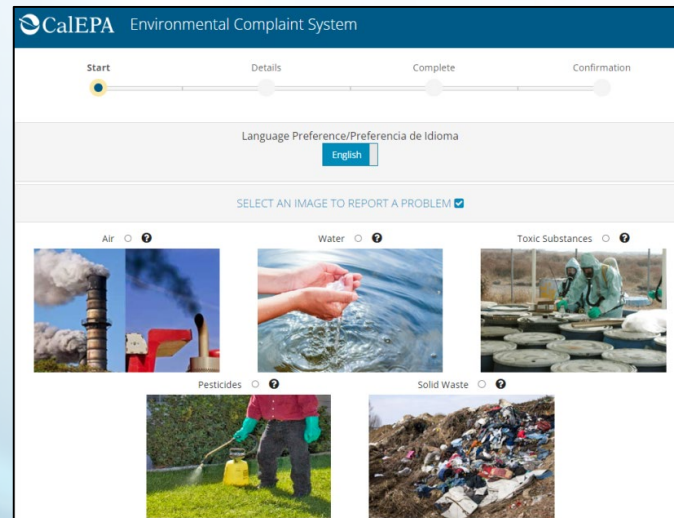 CalEPA Environmental Complaint System
Start Details Complete Confirmation
Language Preference/Preferencia de Idioma
English
SELECT AN IMAGE TO REPORT A PROBLEM
Air Water Toxic Substances
Pesticides Solid Waste